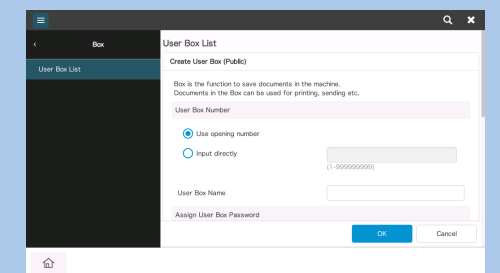 Box
User Box List
User Box List
Create User Box (Public)
Box is the function to save documents in the machine.
Documents in the Box can be used for printing, sending etc.
User Box Number
Use opening number
Input directly
(1-999999999)
User Box Name
Assign User Box Password
OK
Cancel